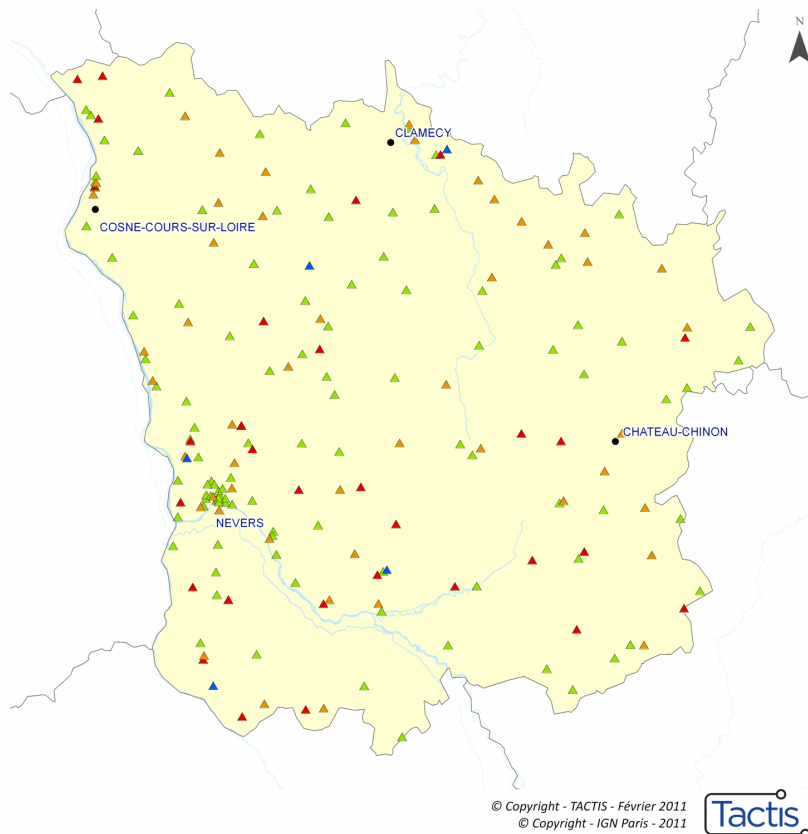 N
CLAMECY
COSNE-COURS-SUR-LOIRE
CHATEAU-CHINON
NEVERS
© Copyright - TACTIS - Février 2011
© Copyright - IGN Paris - 2011
Tactis